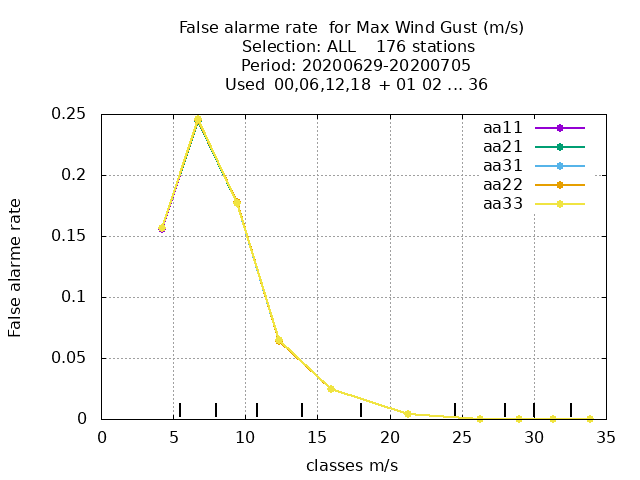 False alarme rate  for Max Wind Gust (m/s)
Selection: ALL    176 stations
Period: 20200629-20200705
Used  00,06,12,18 + 01 02 ... 36
False alarme rate
0.25
0.2
0.15
0.1
0.05
0
aa11
aa21
aa31
aa22
aa33
0 5 10 15 20 25 30 35
classes m/s